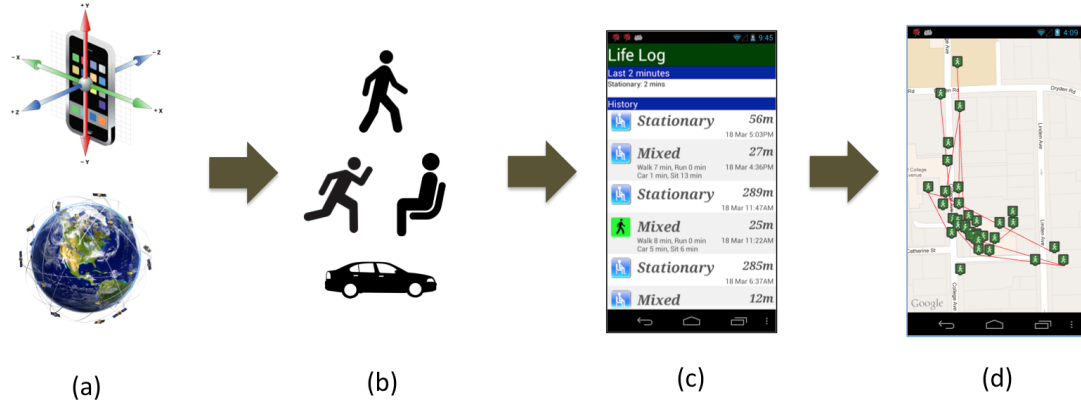 +Y
-X
-Z
+Z
+X
-Y
(a)
(b)
9:45
Life Log
Last 2 minutes
Stationary: 2 mins
History
Stationary 56m
18 Mar 5:03PM
Mixed 27m
Walk 7 min, Run 0 min 18 Mar 4:36PM
Car 1 min, Sit 13 min
Stationary 289m
18 Mar 11:47AM
Mixed 25m
Walk 8 min, Run 0 min 18 Mar 11:22AM
Car 5 min, Sit 6 min
Stationary 285m
18 Mar 6:37AM
Mixed 12m
(c)
4:09
Rd
Dryden Rd
Linden Ave
College
Linden Ave
Catherine St
College Ave
Google
(d)